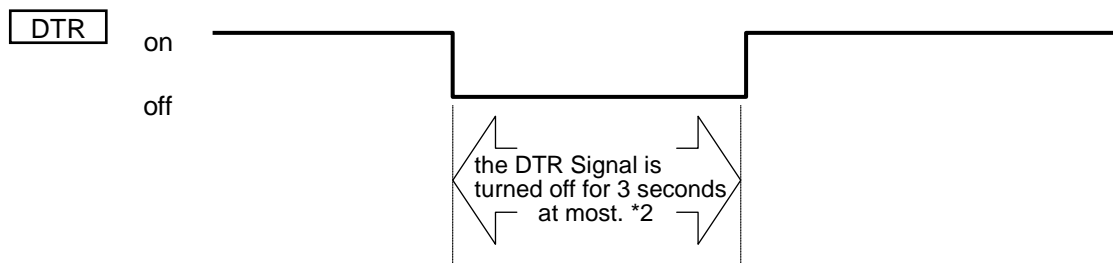 DTR
on
off
the DTR Signal is
turned off for 3 seconds
at most. *2